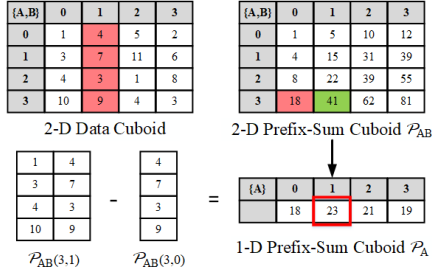 {A,B} 0 1 2 3
0 1 4 5 2
1 3 7 11 6
2 4 3 1 8
3 10 9 4 3
2-D Data Cuboid
{A,B} 0 1 2 3
0 1 5 10 12
1 4 15 31 39
2 8 22 39 55
3 18 41 62 81
2-D Prefix-Sum Cuboid 𝒫AB
1 4
3 7
4 3
10 9
𝒫AB(3,1)
-
4
7
3
9
𝒫AB(3,0)
=
{A} 0 1 2 3
18 23 21 19
1-D Prefix-Sum Cuboid 𝒫A